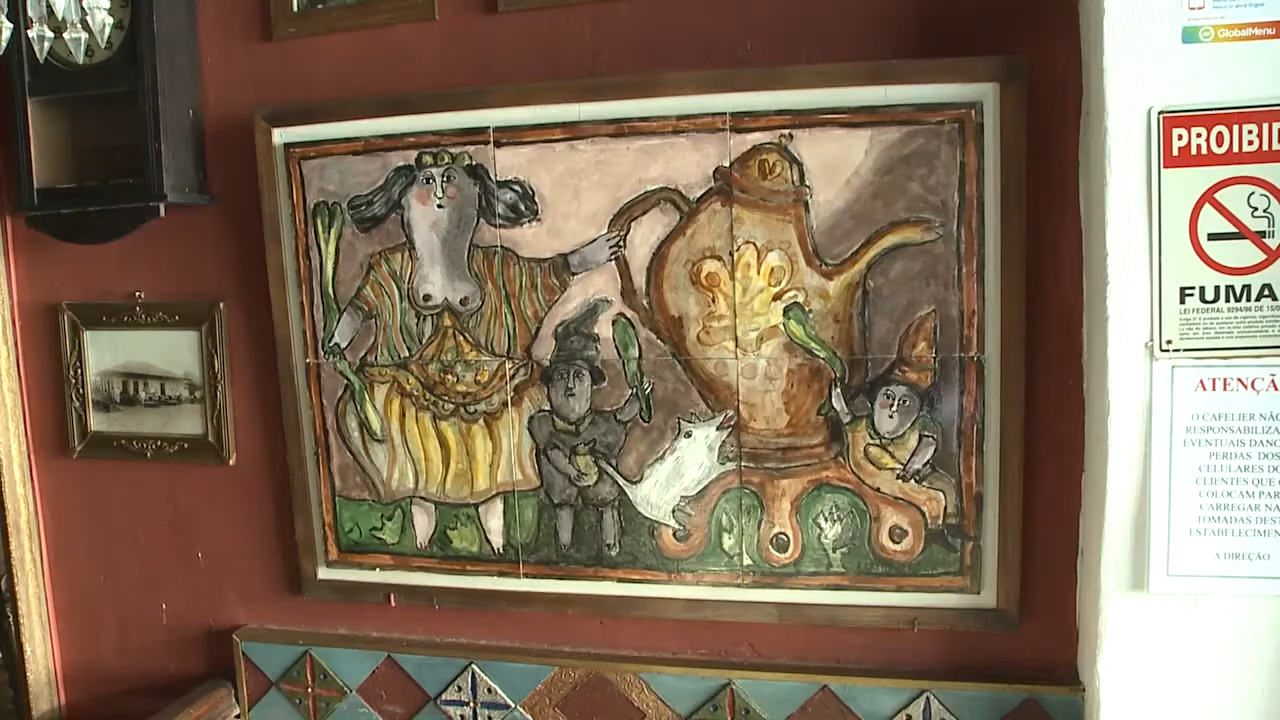 GlobalMenu
PROIBID
FUMA
LEI FEDERAL 9294/96 DE 15/0
ATENÇÃ
O CAFELIER NÃO
RESPONSABILIZA
EVENTUAIS DANO
PERDAS DOS
CELULARES DO
CLIENTES QUE
COLOCAM PAR
CARREGAR NA
TOMADAS DES
ESTABELECIMEN
A DIREÇÃO